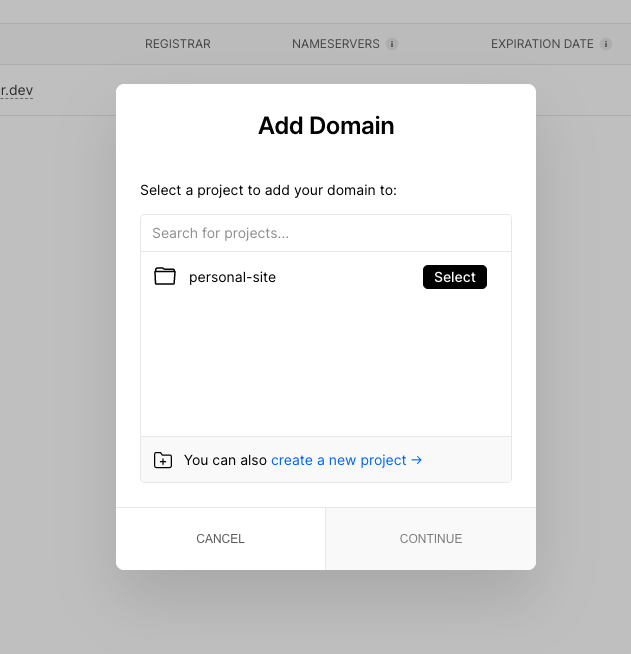 REGISTRAR NAMESERVERS i EXPIRATION DATE i
r.dev
Add Domain
Select a project to add your domain to:
Search for projects...
personal-site Select
You can also create a new project →
CANCEL CONTINUE